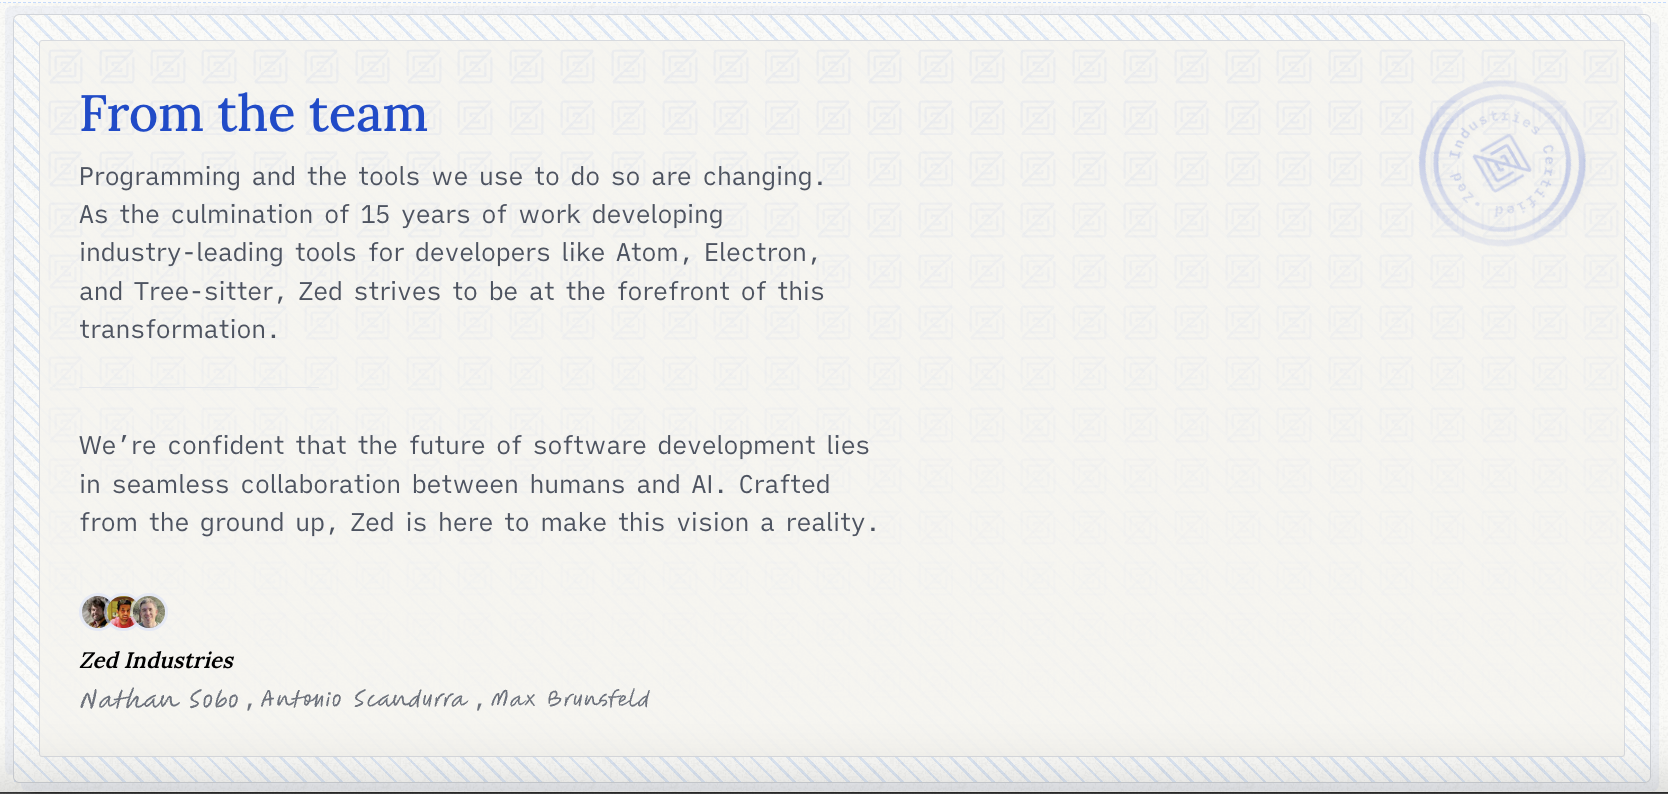 From the team
Programming and the tools we use to do so are changing.
As the culmination of 15 years of work developing
industry-leading tools for developers like Atom, Electron,
and Tree-sitter, Zed strives to be at the forefront of this
transformation.
We’re confident that the future of software development lies
in seamless collaboration between humans and AI. Crafted
from the ground up, Zed is here to make this vision a reality.
Zed Industries
Nathan Sobo, Antonio Scandurra, Max Brunsfeld
Zed Industries Certified •